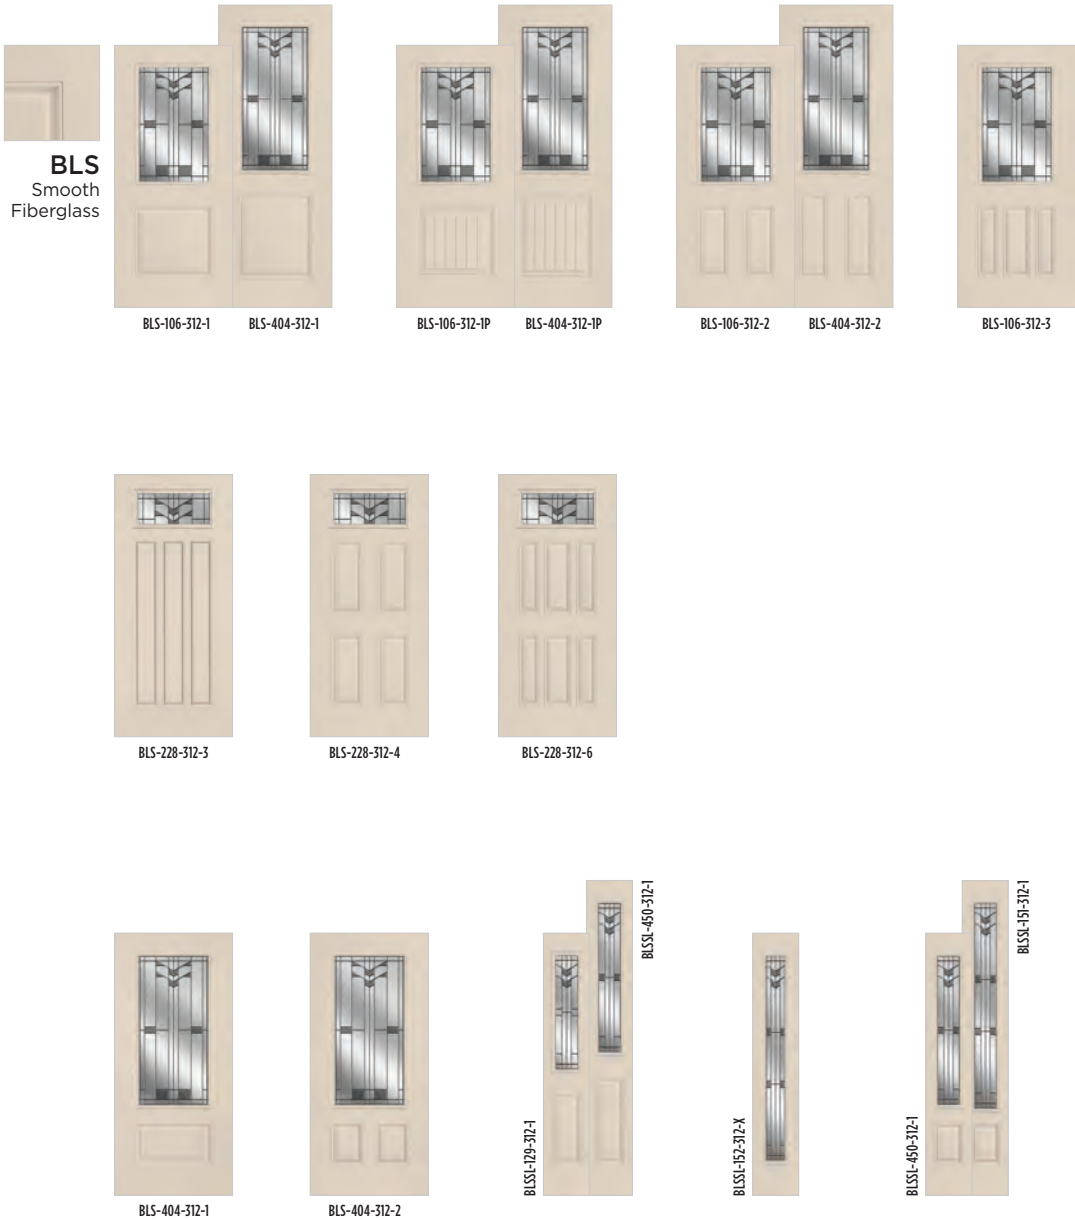 BLS
Smooth
Fiberglass
BLS-106-312-1
BLS-404-312-1
BLS-106-312-1P
BLS-404-312-1P
BLS-106-312-2
BLS-404-312-2
BLS-106-312-3
BLS-228-312-3
BLS-228-312-4
BLS-228-312-6
BLS-404-312-1
BLS-404-312-2
BLSSL-129-312-1
BLSSL-450-312-1
BLSSL-152-312-X
BLSSL-450-312-1
BLSSL-151-312-1